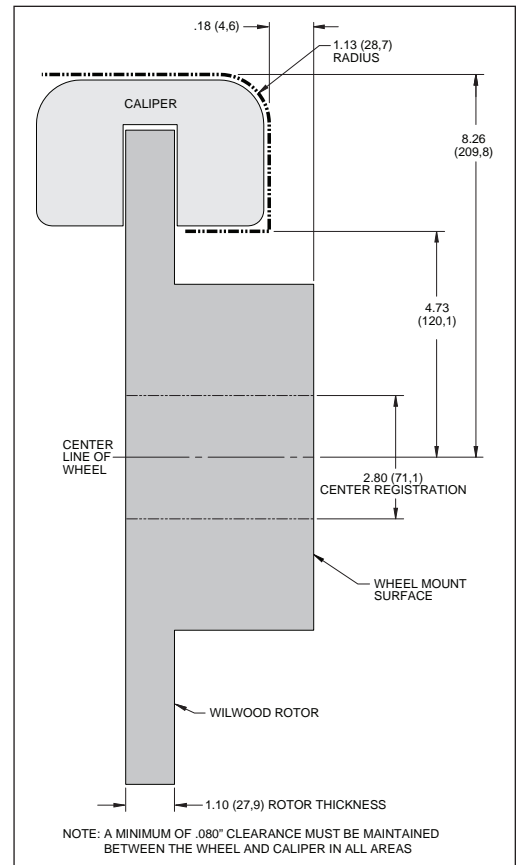 .18 (4,6)
1.13 (28,7)
RADIUS
CALIPER
8.26
(209,8)
4.73
(120,1)
CENTER
LINE OF
WHEEL
2.80 (71,1)
CENTER REGISTRATION
WHEEL MOUNT
SURFACE
WILWOOD ROTOR
1.10 (27,9) ROTOR THICKNESS
NOTE: A MINIMUM OF .080" CLEARANCE MUST BE MAINTAINED
BETWEEN THE WHEEL AND CALIPER IN ALL AREAS